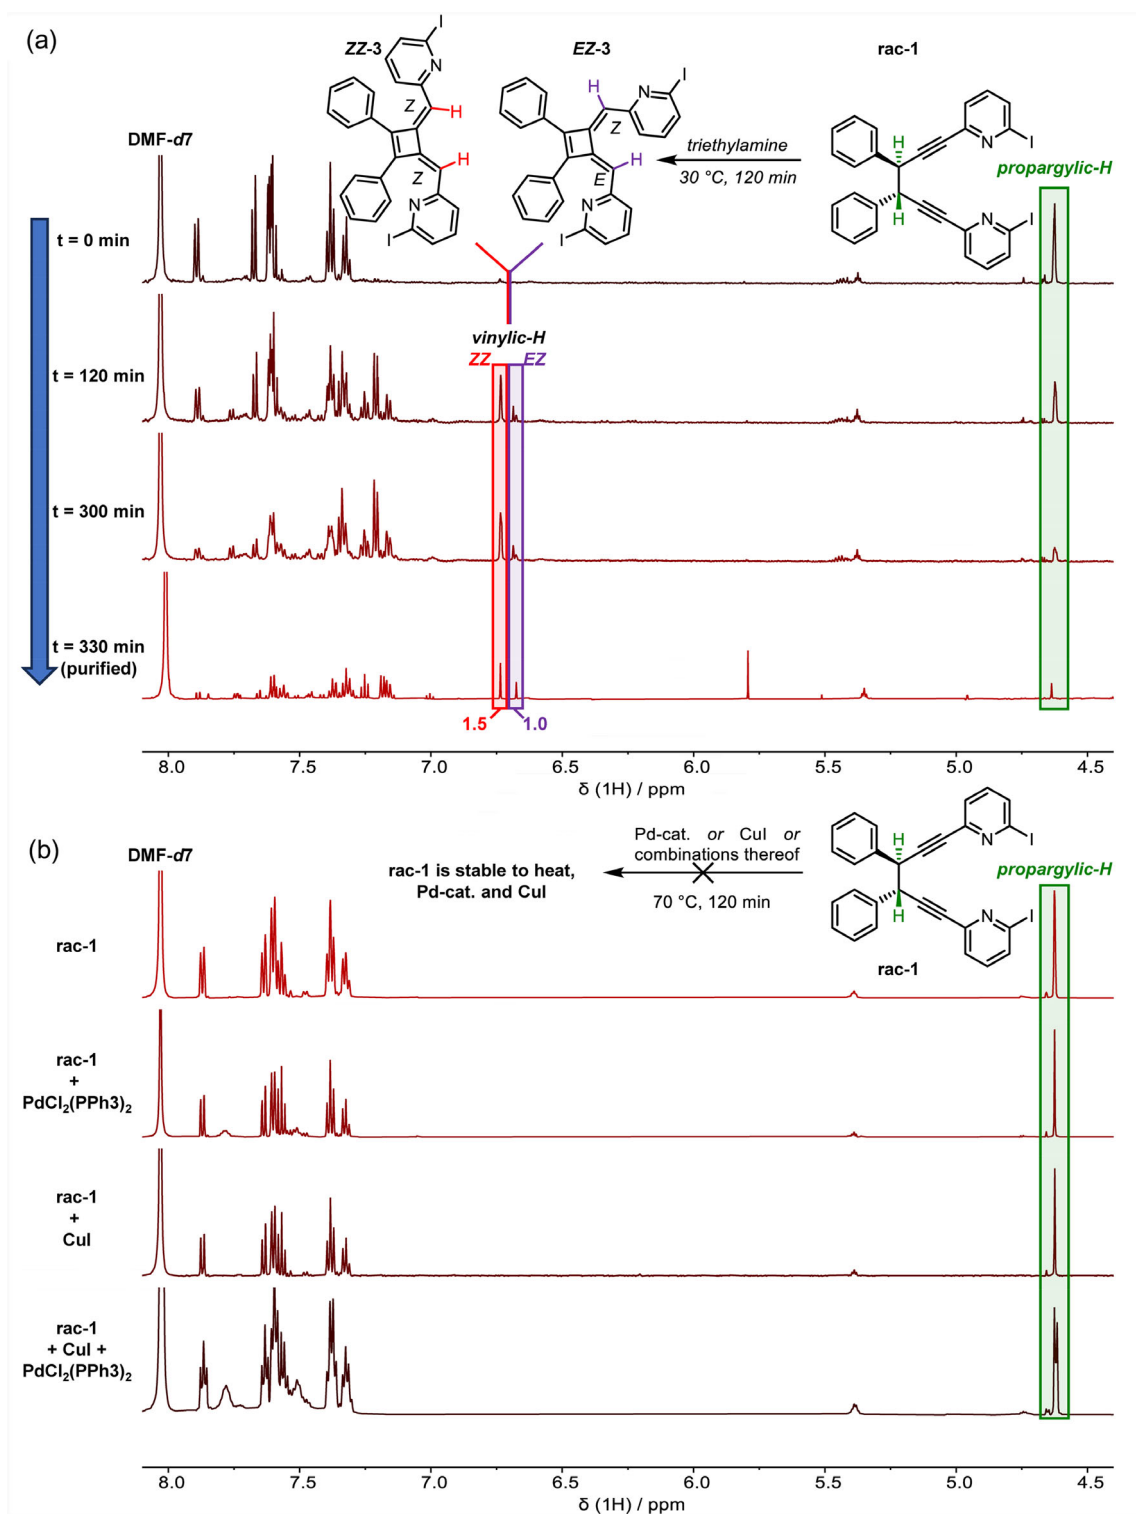 (a)
ZZ-3
EZ-3
rac-1
I
N
H
Z
H
Z
N
I
I
N
H
Z
H
E
N
I
triethylamine
30 °C, 120 min
N
I
H
H
N
I
propargylic-H
DMF-d7
t = 0 min
vinylic-H
ZZ
EZ
t = 120 min
t = 300 min
t = 330 min
(purified)
1.5
1.0
8.0
7.5
7.0
6.5
6.0
5.5
5.0
4.5
δ (1H) / ppm
(b)
DMF-d7
rac-1 is stable to heat,
Pd-cat. and CuI
Pd-cat. or CuI or
combinations thereof
70 °C, 120 min
N
I
H
H
N
I
rac-1
propargylic-H
rac-1
rac-1
+
PdCl2(PPh3)2
rac-1
+
CuI
rac-1
+ CuI +
PdCl2(PPh3)2
8.0
7.5
7.0
6.5
6.0
5.5
5.0
4.5
δ (1H) / ppm